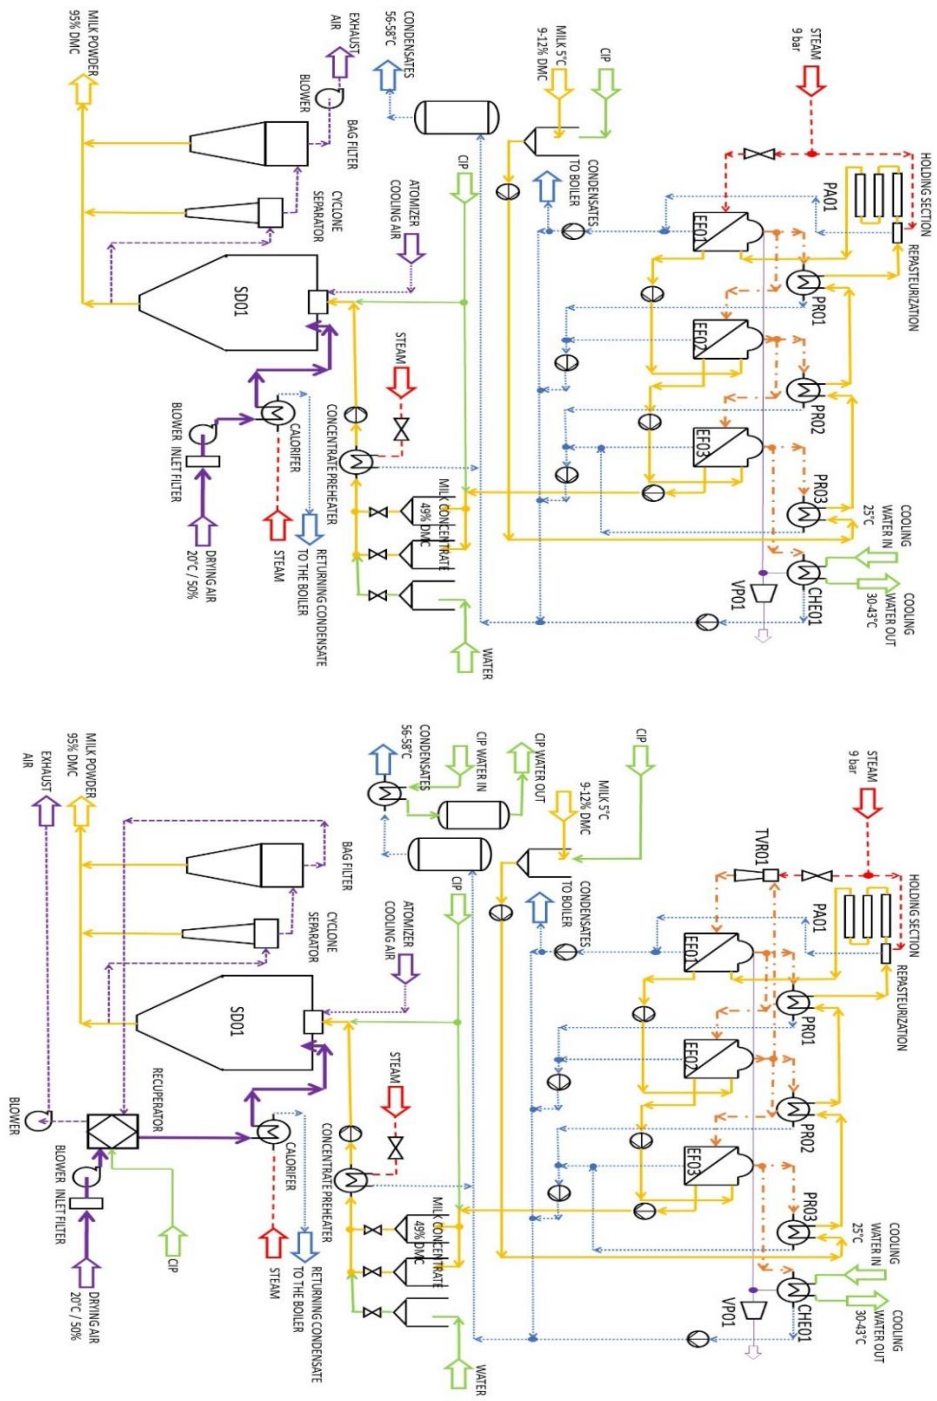 STEAM
9 bar
HOLDING SECTION
REPASTEURIZATION
PA01
CIP
MILK 5°C
9-12% DMC
CONDENSATES
56-58°C
EXHAUST
AIR
MILK POWDER
95% DMC
BLOWER
BAG FILTER
CYCLONE
SEPARATOR
ATOMIZER
COOLING AIR
CIP
CONDENSATES
TO BOILER
EF01
PR01
EF02
PR02
EF03
PR03
COOLING
WATER IN
25°C
COOLING
WATER OUT
30-43°C
CHE01
VP01
SD01
STEAM
CONCENTRATE PREHEATER
MILK CONCENTRATE
49% DMC
WATER
CALORIFER
STEAM
RETURNING CONDENSATE
TO THE BOILER
BLOWER
INLET FILTER
DRYING AIR
20°C / 50%
STEAM
9 bar
HOLDING SECTION
REPASTEURIZATION
TVR01
PA01
CIP
MILK 5°C
9-12% DMC
CIP WATER OUT
CIP WATER IN
CONDENSATES
56-58°C
MILK POWDER
95% DMC
EXHAUST
AIR
BAG FILTER
CYCLONE
SEPARATOR
ATOMIZER
COOLING AIR
CIP
CONDENSATES
TO BOILER
EF01
PR01
EF02
PR02
EF03
PR03
COOLING
WATER IN
25°C
COOLING
WATER OUT
30-43°C
CHE01
VP01
SD01
STEAM
CONCENTRATE PREHEATER
MILK CONCENTRATE
49% DMC
WATER
CALORIFER
STEAM
RETURNING CONDENSATE
TO THE BOILER
RECUPERATOR
BLOWER
BLOWER
INLET FILTER
CIP
DRYING AIR
20°C / 50%